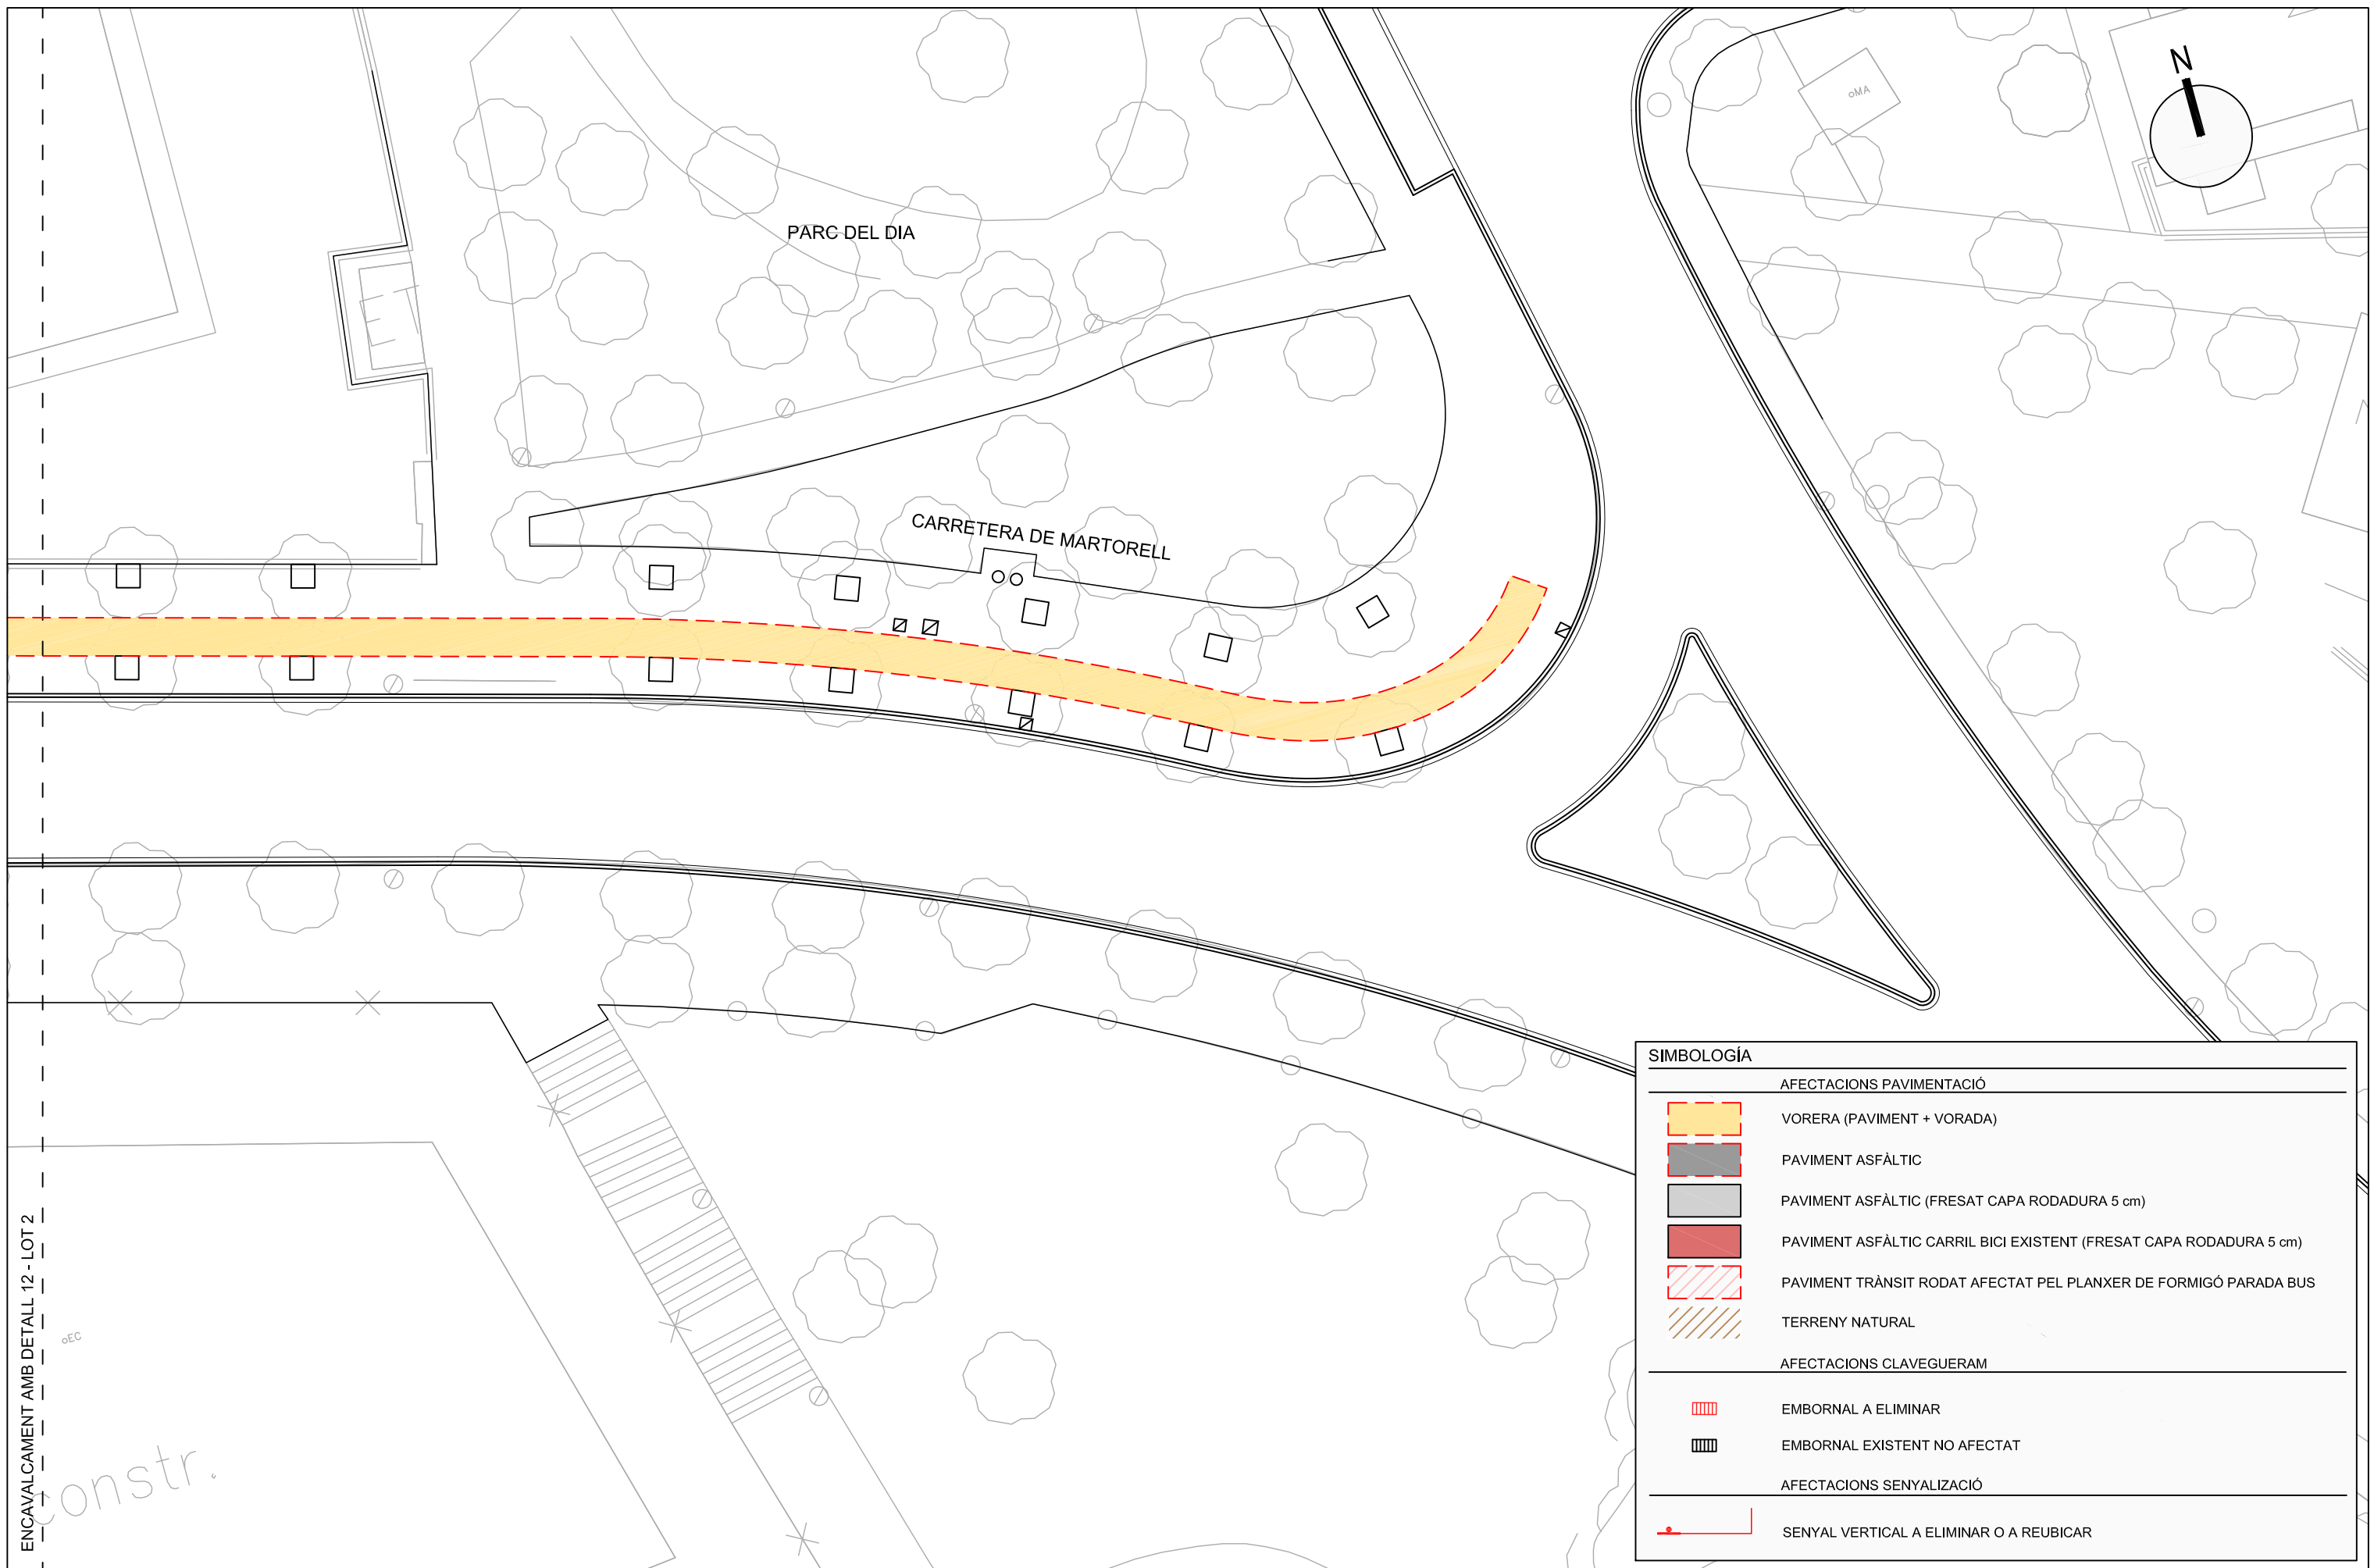 N
oMA
PARC DEL DIA
CARRETERA DE MARTORELL
ENCAVALCAMENT AMB DETALL 12 - LOT 2
oEC
constr.
SIMBOLOGÍA
AFECTACIONS PAVIMENTACIÓ
VORERA (PAVIMENT + VORADA)
PAVIMENT ASFÀLTIC
PAVIMENT ASFÀLTIC (FRESAT CAPA RODADURA 5 cm)
PAVIMENT ASFÀLTIC CARRIL BICI EXISTENT (FRESAT CAPA RODADURA 5 cm)
PAVIMENT TRÀNSIT RODAT AFECTAT PEL PLANXER DE FORMIGÓ PARADA BUS
TERRENY NATURAL
AFECTACIONS CLAVEGUERAM
EMBORNAL A ELIMINAR
EMBORNAL EXISTENT NO AFECTAT
AFECTACIONS SENYALIZACIÓ
SENYAL VERTICAL A ELIMINAR O A REUBICAR